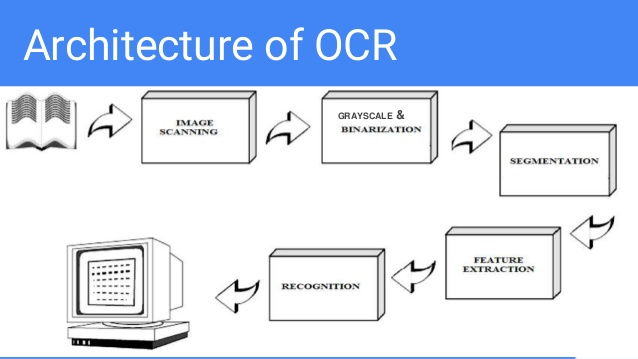 Architecture of OCR
IMAGE
SCANNING
GRAYSCALE &
BINARIZATION
SEGMENTATION
FEATURE
EXTRACTION
RECOGNITION